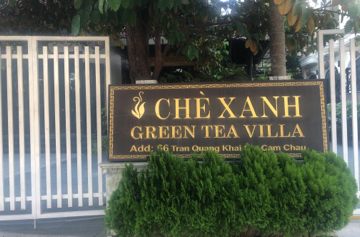 CHÈ XANH
GREEN TEA VILLA
Add: 66 Tran Quang Khai Cam Chau